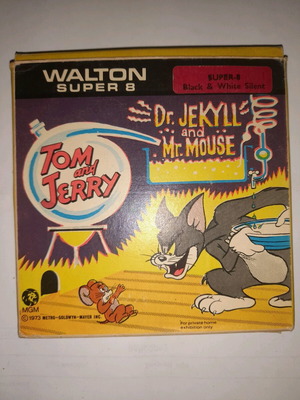 WALTON
SUPER 8
SUPER-8
Black & White Silent
Dr. JEKYLL
and
Mr. MOUSE
TOM
and
JERRY
MGM
© 1973 METRO-GOLDWYN-MAYER INC.
For private home
exhibition only